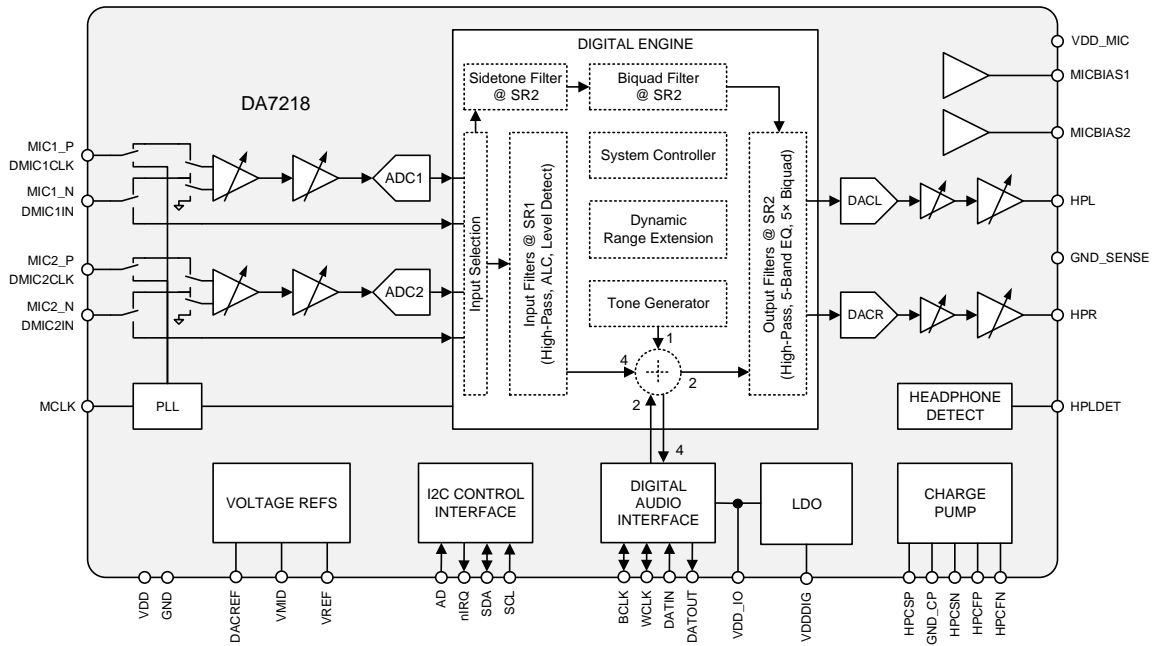 DIGITAL ENGINE
Sidetone Filter
@ SR2
Biquad Filter
@ SR2
VDD_MIC
MICBIAS1
MICBIAS2
DA7218
MIC1_P
DMIC1CLK
MIC1_N
DMIC1IN
MIC2_P
DMIC2CLK
MIC2_N
DMIC2IN
MCLK
ADC1
ADC2
PLL
Input Selection
Input Filters @ SR1
(High-Pass, ALC, Level Detect)
System Controller
Dynamic
Range Extension
Tone Generator
1
4
2
2
4
Output Filters @ SR2
(High-Pass, 5-Band EQ, 5× Biquad)
DACL
DACR
HPL
GND_SENSE
HPR
HEADPHONE
DETECT
HPLDET
VOLTAGE REFS
I2C CONTROL
INTERFACE
DIGITAL
AUDIO
INTERFACE
LDO
CHARGE
PUMP
VDD
GND
DACREF
VMID
VREF
AD
nIRQ
SDA
SCL
BCLK
WCLK
DATIN
DATOUT
VDD_IO
VDDDIG
HPCSP
GND_CP
HPCSN
HPCFP
HPCFN